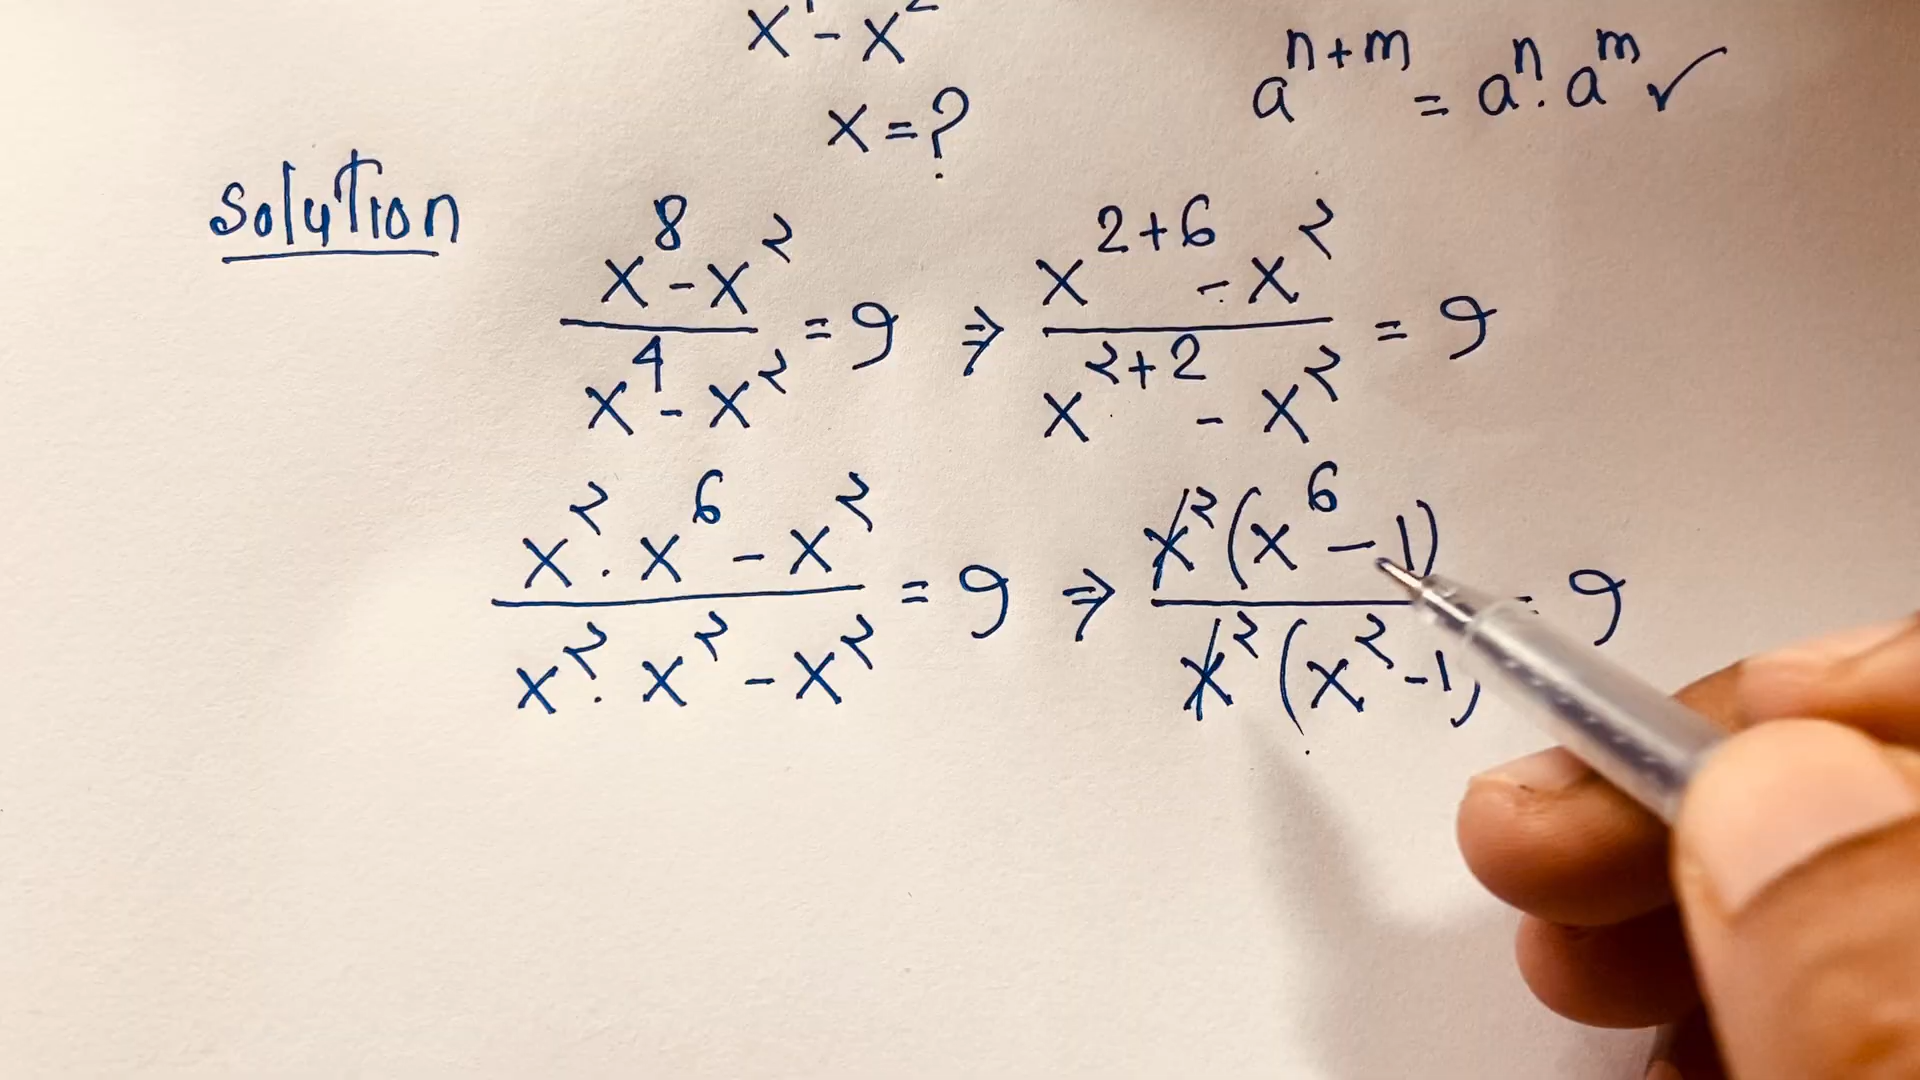 x⁴ - x²
aⁿ⁺ᵐ = aⁿ · aᵐ ✓
x = ?
Solution
(x⁸ - x²)/(x⁴ - x²) = 9 ⇒ (x²⁺⁶ - x²)/(x²⁺² - x²) = 9
(x² · x⁶ - x²)/(x² · x² - x²) = 9 ⇒ x²(x⁶ - 1)/x²(x² - 1) = 9